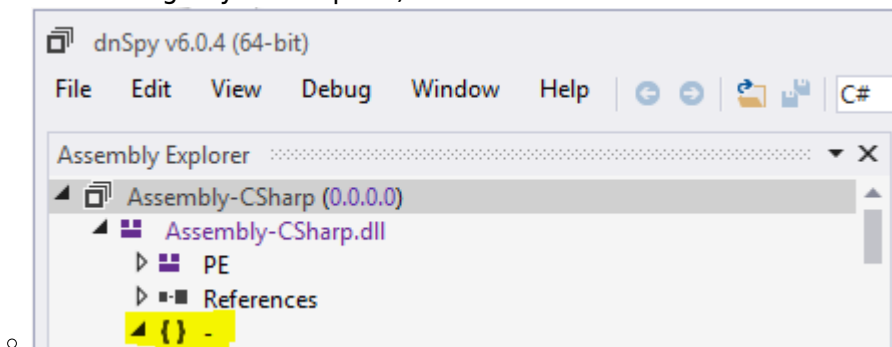 dnSpy v6.0.4 (64-bit)
File Edit View Debug Window Help C#
Assembly Explorer
Assembly-CSharp (0.0.0.0)
Assembly-CSharp.dll
PE
References
{ } -